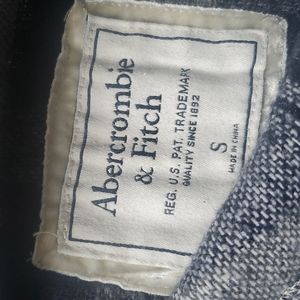 Abercrombie
& Fitch
REG. U.S. PAT. TRADEMARK
QUALITY SINCE 1892
S
MADE IN CHINA